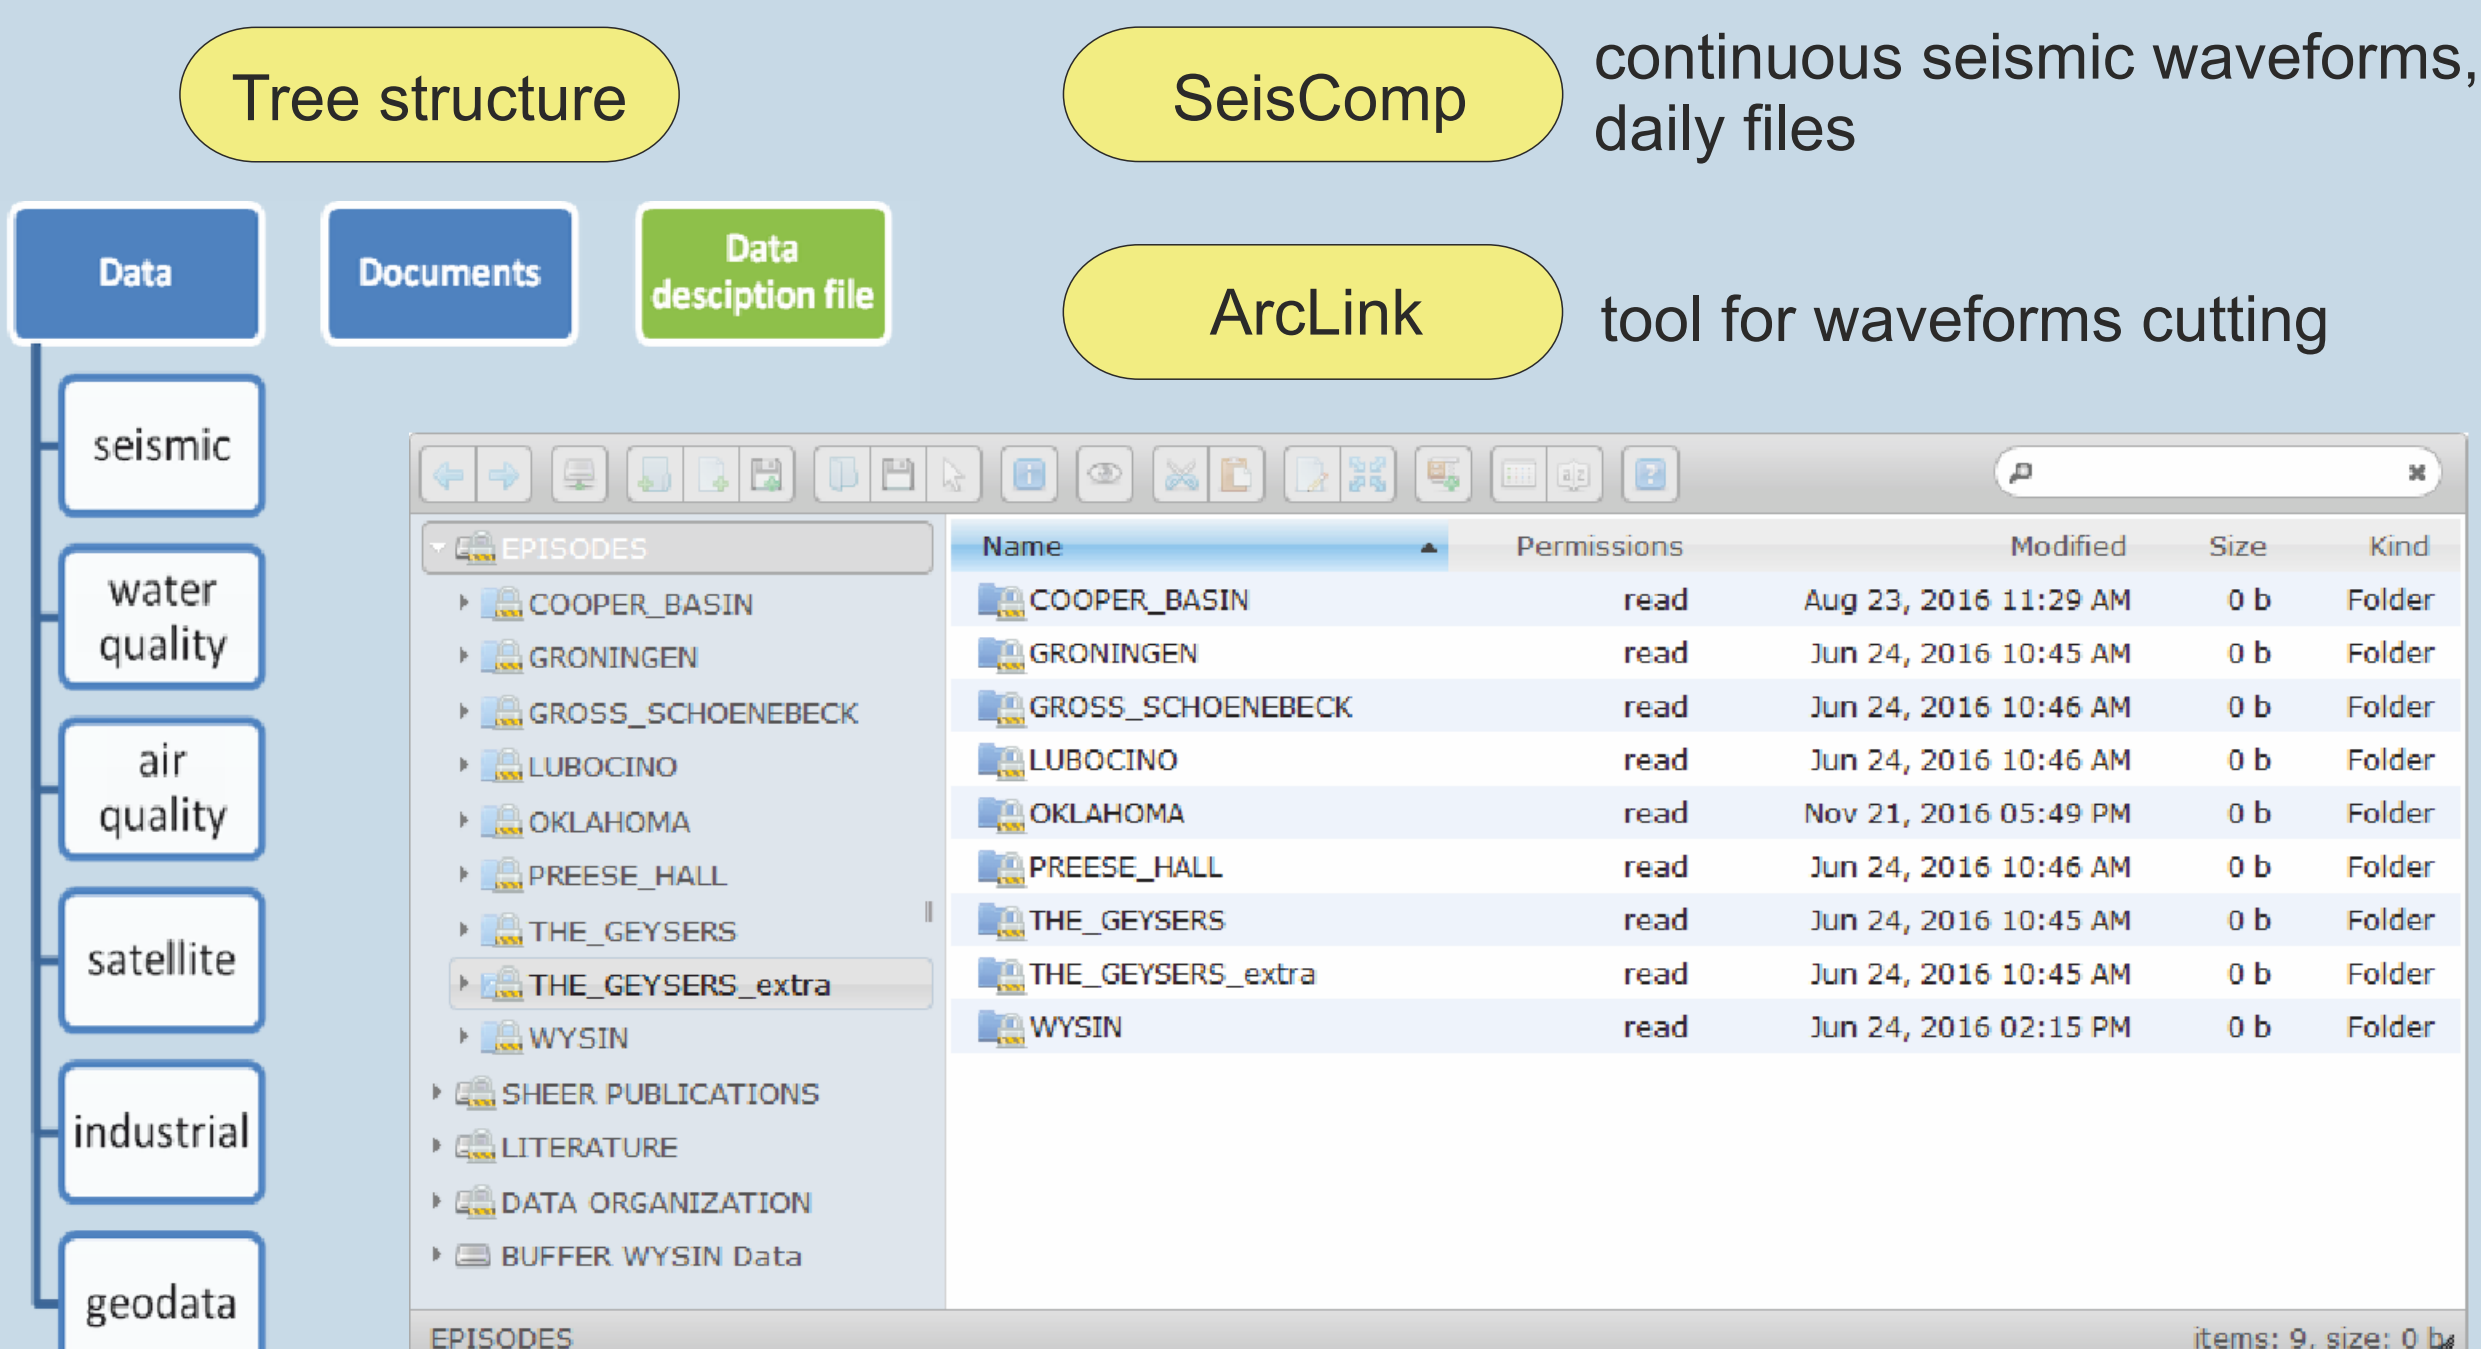 Tree structure
SeisComp
continuous seismic waveforms,
daily files
Data
Documents
Data
desciption file
ArcLink
tool for waveforms cutting
seismic
water
quality
air
quality
satellite
industrial
geodata
EPISODES
COOPER_BASIN
GRONINGEN
GROSS_SCHOENEBECK
LUBOCINO
OKLAHOMA
PREESE_HALL
THE_GEYSERS
THE_GEYSERS_extra
WYSIN
SHEER PUBLICATIONS
LITERATURE
DATA ORGANIZATION
BUFFER WYSIN Data
Name Permissions Modified Size Kind
COOPER_BASIN read Aug 23, 2016 11:29 AM 0 b Folder
GRONINGEN read Jun 24, 2016 10:45 AM 0 b Folder
GROSS_SCHOENEBECK read Jun 24, 2016 10:46 AM 0 b Folder
LUBOCINO read Jun 24, 2016 10:46 AM 0 b Folder
OKLAHOMA read Nov 21, 2016 05:49 PM 0 b Folder
PREESE_HALL read Jun 24, 2016 10:46 AM 0 b Folder
THE_GEYSERS read Jun 24, 2016 10:45 AM 0 b Folder
THE_GEYSERS_extra read Jun 24, 2016 10:45 AM 0 b Folder
WYSIN read Jun 24, 2016 02:15 PM 0 b Folder
EPISODES items: 9, size: 0 b